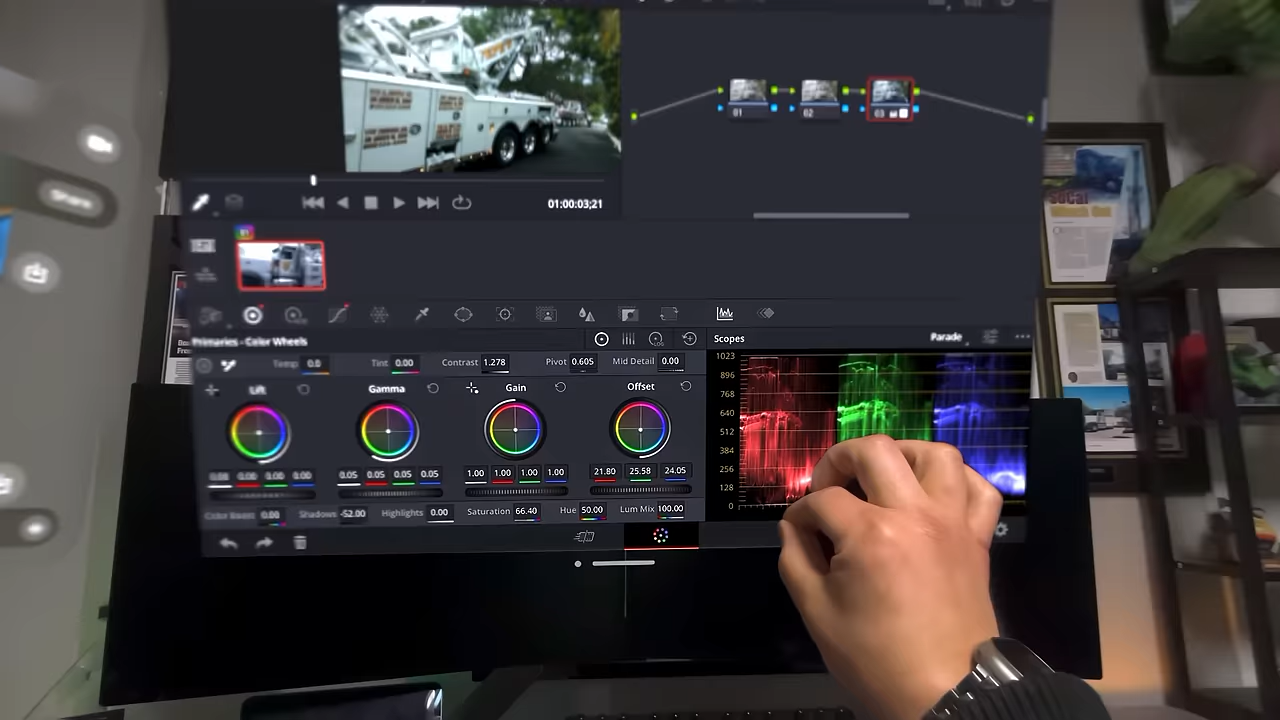 Share
01
02
03
01:00:03;21
01
SoCal
Primaries - Color Wheels
Scopes
Parade
Temp 0.0
Tint 0.00
Contrast 1.278
Pivot 0.605
Mid Detail 0.00
Lift
Gamma
Gain
Offset
0.00 0.00 0.00 0.00
0.05 0.05 0.05 0.05
1.00 1.00 1.00 1.00
21.80 25.58 24.05
Color Boost 0.00
Shadows -52.00
Highlights 0.00
Saturation 66.40
Hue 50.00
Lum Mix 100.00
1023
896
768
640
512
384
256
128
0